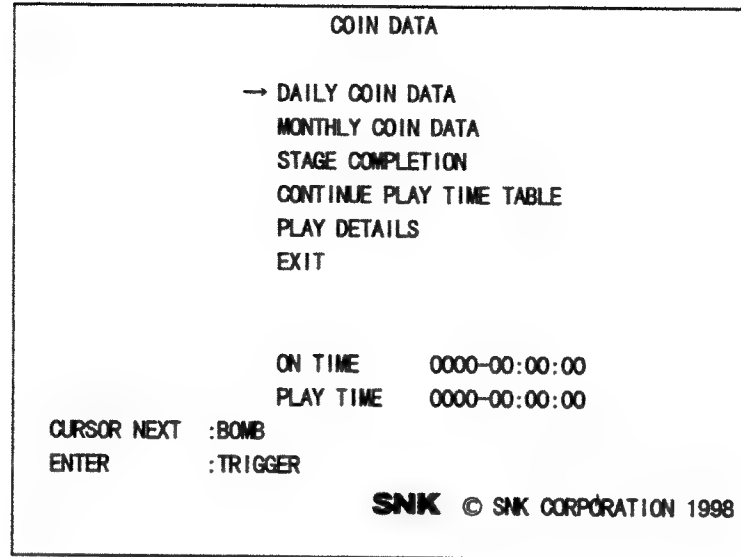 COIN DATA
→ DAILY COIN DATA
MONTHLY COIN DATA
STAGE COMPLETION
CONTINUE PLAY TIME TABLE
PLAY DETAILS
EXIT
ON TIME 0000-00:00:00
PLAY TIME 0000-00:00:00
CURSOR NEXT :BOMB
ENTER :TRIGGER
SNK © SNK CORPORATION 1998